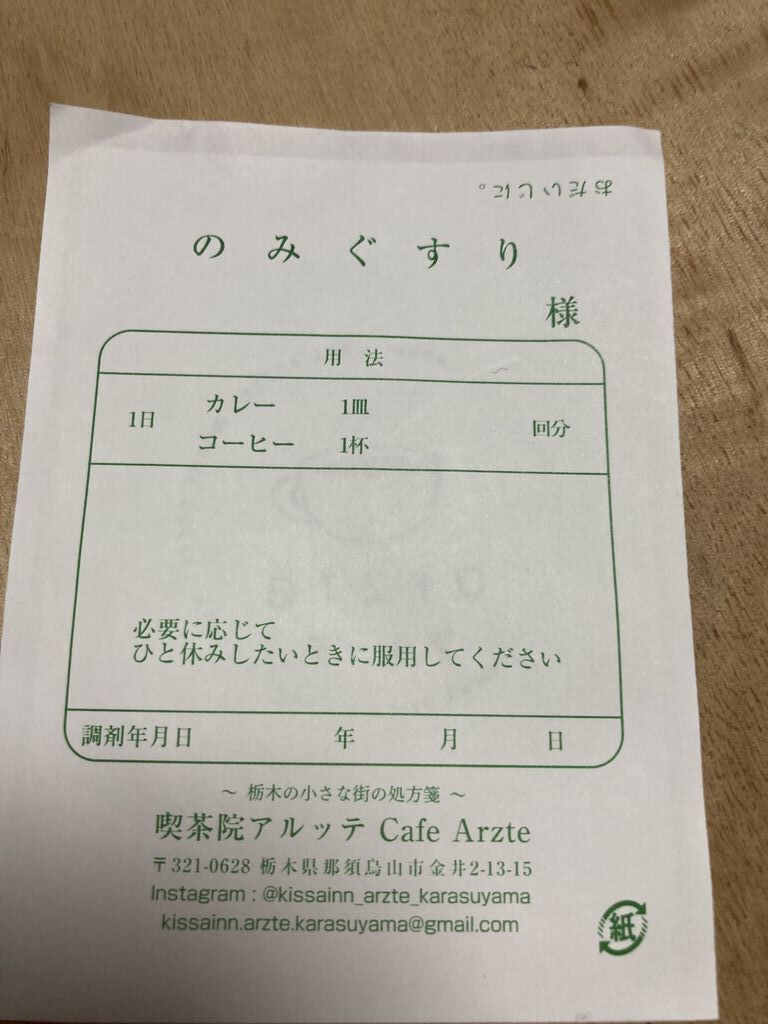 おだいじに。
のみぐすり
様
用法
1日 カレー 1皿 回分
コーヒー 1杯
必要に応じて
ひと休みしたいときに服用してください
調剤年月日 年 月 日
～ 栃木の小さな街の処方箋 ～
喫茶院アルッテ Cafe Arzte
〒321-0628 栃木県那須烏山市金井2-13-15
Instagram : @kissainn_arzte_karasuyama
kissainn.arzte.karasuyama@gmail.com
紙